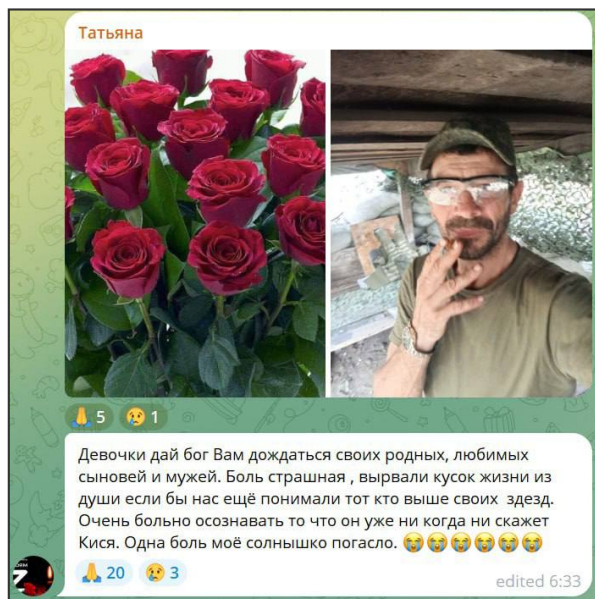 Татьяна
🙏 5 😢 1
Девочки дай бог Вам дождаться своих родных, любимых
сыновей и мужей. Боль страшная , вырвали кусок жизни из
души если бы нас ещё понимали тот кто выше своих здезд.
Очень больно осознавать то что он уже ни когда ни скажет
Кися. Одна боль моё солнышко погасло. 😭😭😭😭😭😭
🙏 20 😢 3
edited 6:33